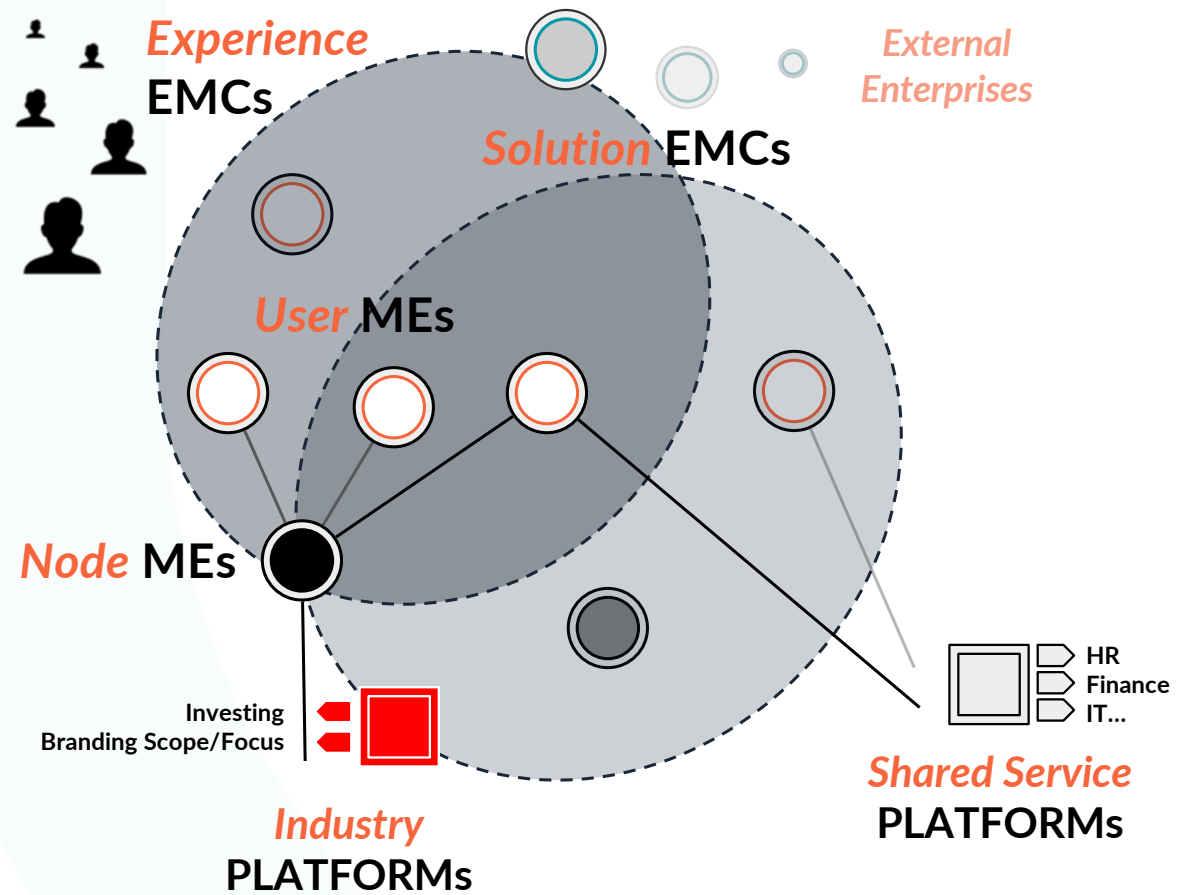 Experience
EMCs
External
Enterprises
Solution EMCs
User MEs
Node MEs
HR
Finance
IT...
Investing
Branding Scope/Focus
Shared Service
PLATFORMs
Industry
PLATFORMs